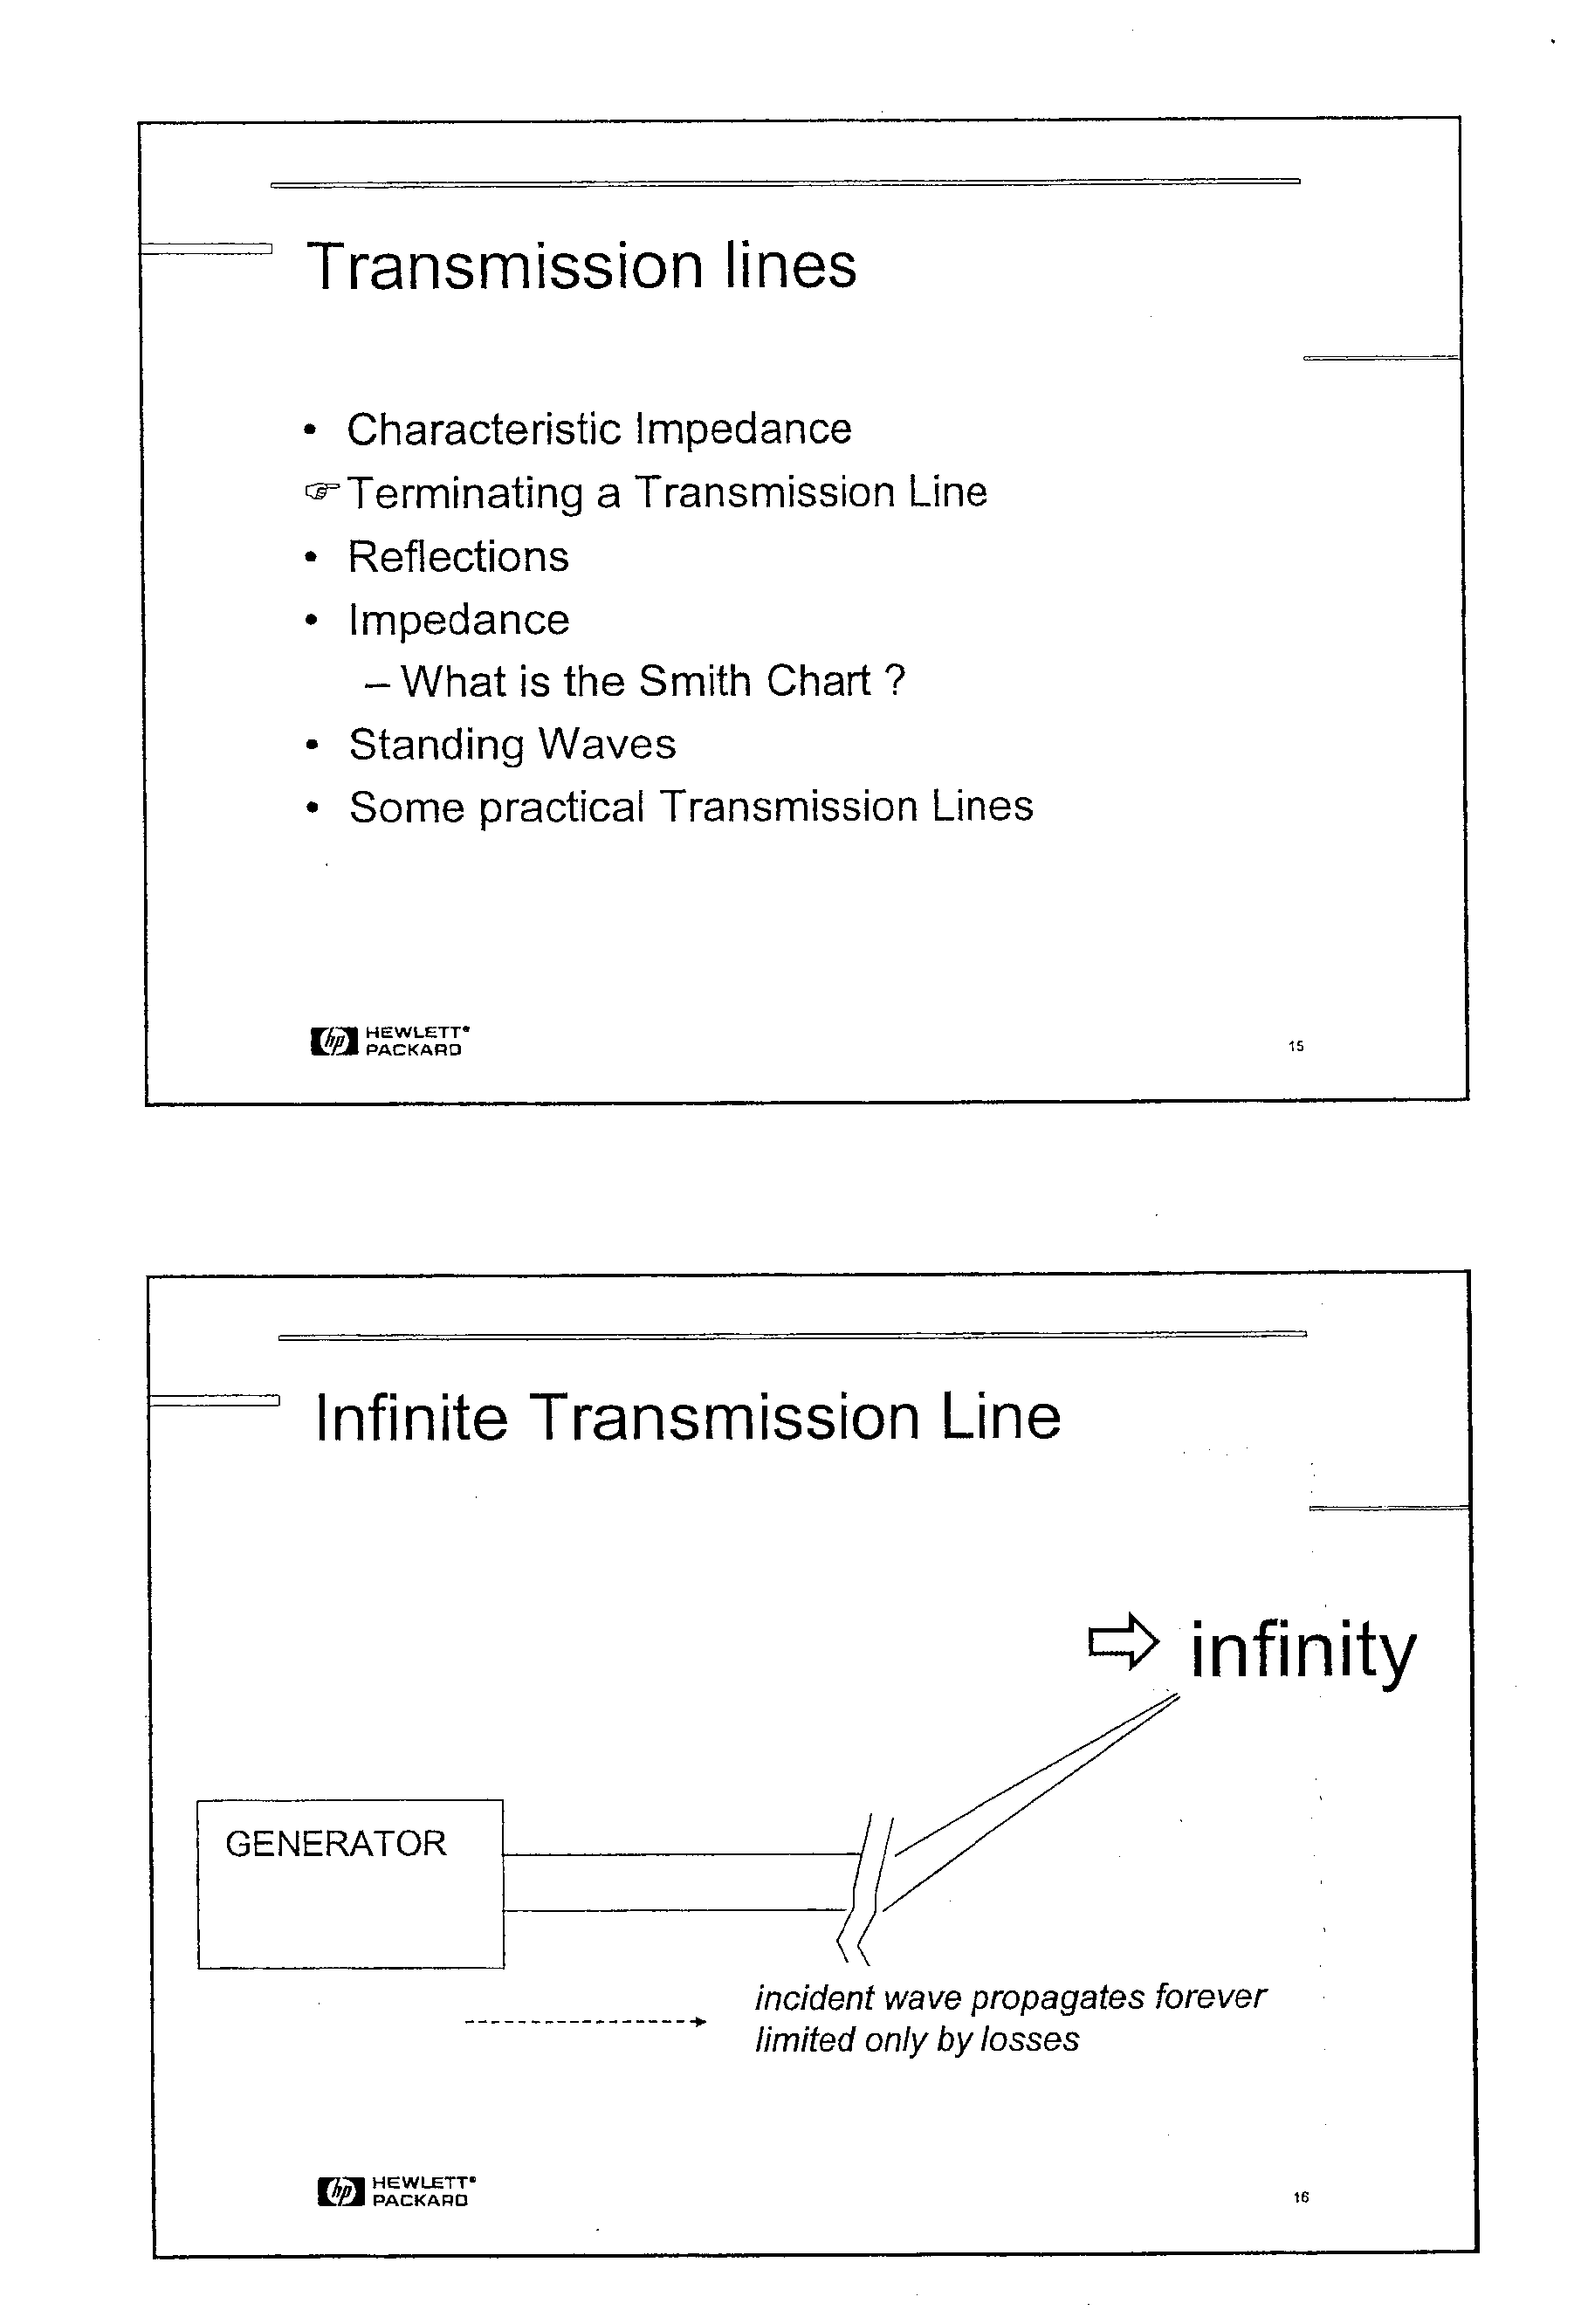 Transmission lines
• Characteristic Impedance
☞ Terminating a Transmission Line
• Reflections
• Impedance
– What is the Smith Chart ?
• Standing Waves
• Some practical Transmission Lines
hp HEWLETT
PACKARD
15
Infinite Transmission Line
⇨ infinity
GENERATOR
incident wave propagates forever
limited only by losses
hp HEWLETT
PACKARD
16